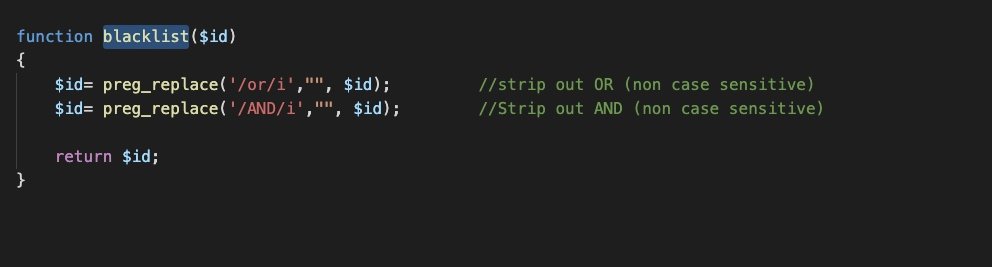 function blacklist($id)
{
    $id= preg_replace('/or/i',"", $id);         //strip out OR (non case sensitive)
    $id= preg_replace('/AND/i',"", $id);        //Strip out AND (non case sensitive)
    return $id;
}